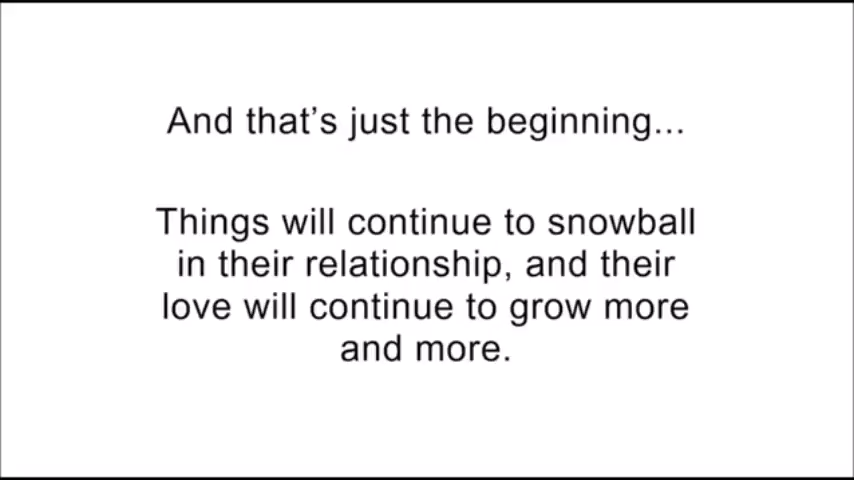 And that’s just the beginning...
Things will continue to snowball
in their relationship, and their
love will continue to grow more
and more.